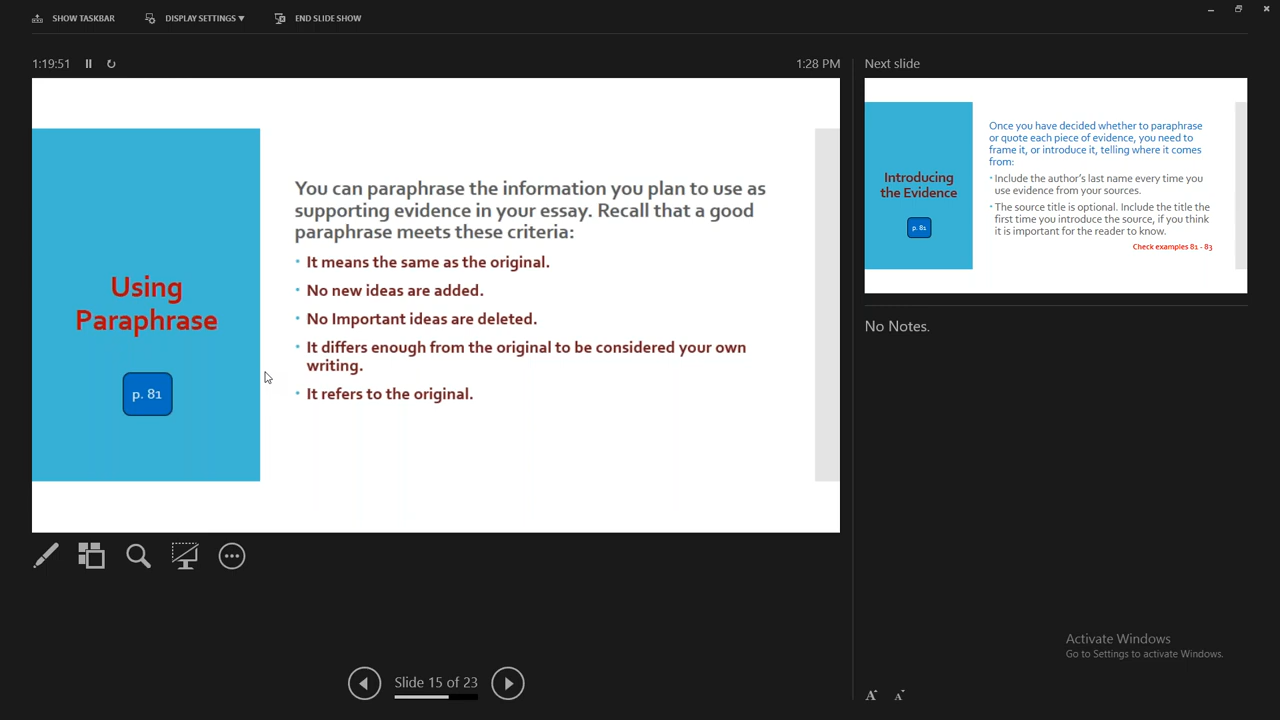 SHOW TASKBAR
DISPLAY SETTINGS ▼
END SLIDE SHOW
1:19:51
1:28 PM
Using
Paraphrase
p. 81
You can paraphrase the information you plan to use as
supporting evidence in your essay. Recall that a good
paraphrase meets these criteria:
• It means the same as the original.
• No new ideas are added.
• No Important ideas are deleted.
• It differs enough from the original to be considered your own
writing.
• It refers to the original.
Slide 15 of 23
Next slide
Introducing
the Evidence
p. 81
Once you have decided whether to paraphrase
or quote each piece of evidence, you need to
frame it, or introduce it, telling where it comes
from:
• Include the author's last name every time you
use evidence from your sources.
• The source title is optional. Include the title the
first time you introduce the source, if you think
it is important for the reader to know.
Check examples 81 - 83
No Notes.
Activate Windows
Go to Settings to activate Windows.
A A